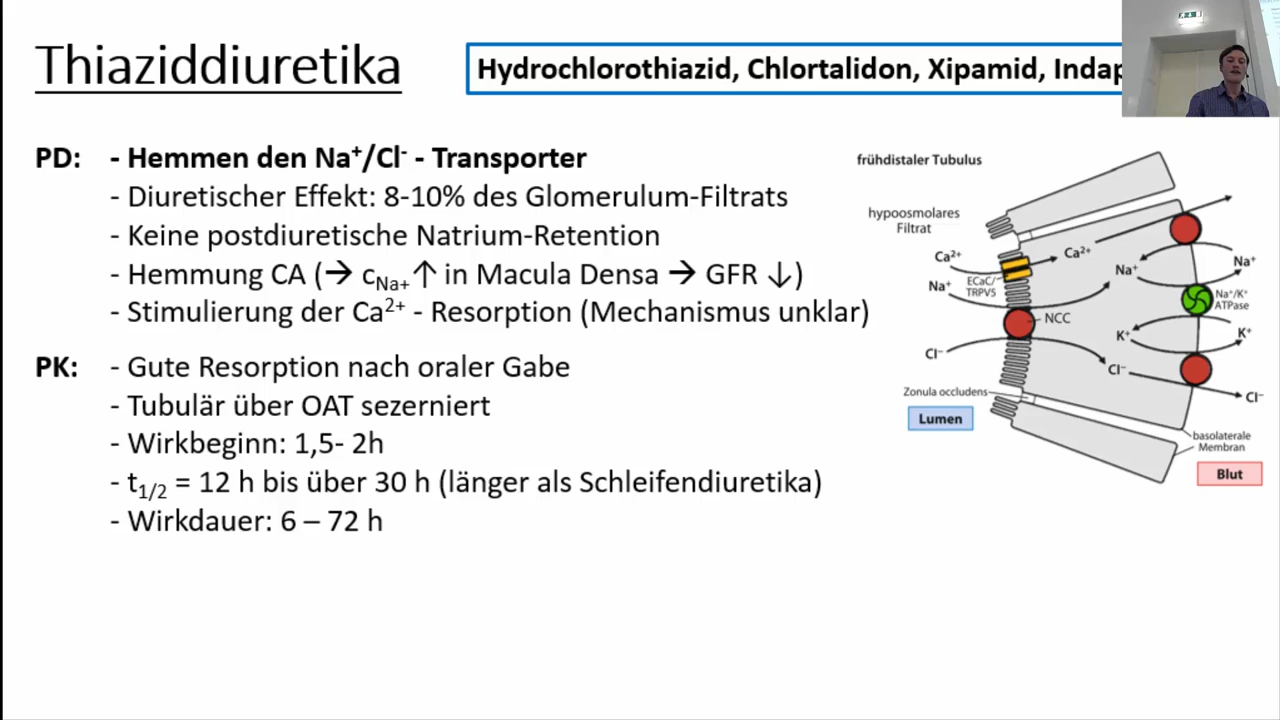 Thiaziddiuretika
Hydrochlorothiazid, Chlortalidon, Xipamid, Indap
PD: - Hemmen den Na⁺/Cl⁻ - Transporter
- Diuretischer Effekt: 8-10% des Glomerulum-Filtrats
- Keine postdiuretische Natrium-Retention
- Hemmung CA (→ cNa+ ↑ in Macula Densa → GFR ↓)
- Stimulierung der Ca²⁺ - Resorption (Mechanismus unklar)
PK: - Gute Resorption nach oraler Gabe
- Tubulär über OAT sezerniert
- Wirkbeginn: 1,5- 2h
- t1/2 = 12 h bis über 30 h (länger als Schleifendiuretika)
- Wirkdauer: 6 – 72 h
frühdistaler Tubulus
hypoosmolares
Filtrat
Ca²⁺
Ca²⁺
Na⁺
ECaC/
TRPV5
Na⁺
Na⁺
Na⁺/K⁺
ATPase
NCC
K⁺
K⁺
Cl⁻
Cl⁻
Cl⁻
Zonula occludens
Lumen
basolaterale
Membran
Blut